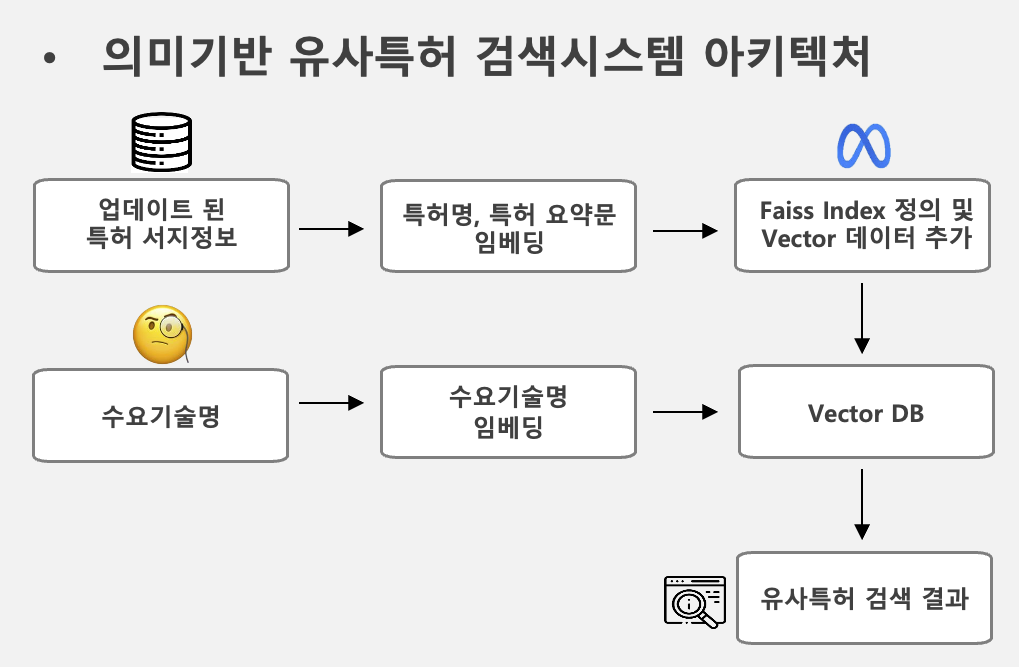 • 의미기반 유사특허 검색시스템 아키텍처
업데이트 된
특허 서지정보
특허명, 특허 요약문
임베딩
Faiss Index 정의 및
Vector 데이터 추가
수요기술명
수요기술명
임베딩
Vector DB
유사특허 검색 결과